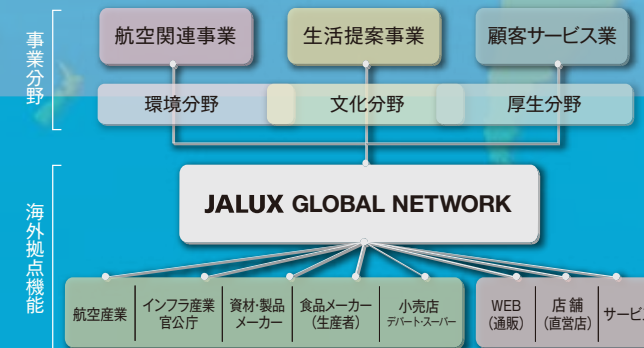 事業分野
航空関連事業
生活提案事業
顧客サービス業
環境分野
文化分野
厚生分野
海外拠点機能
JALUX GLOBAL NETWORK
航空産業
インフラ産業
官公庁
資材・製品
メーカー
食品メーカー
(生産者)
小売店
デパート・スーパー
WEB
(通販)
店舗
(直営店)
サービス